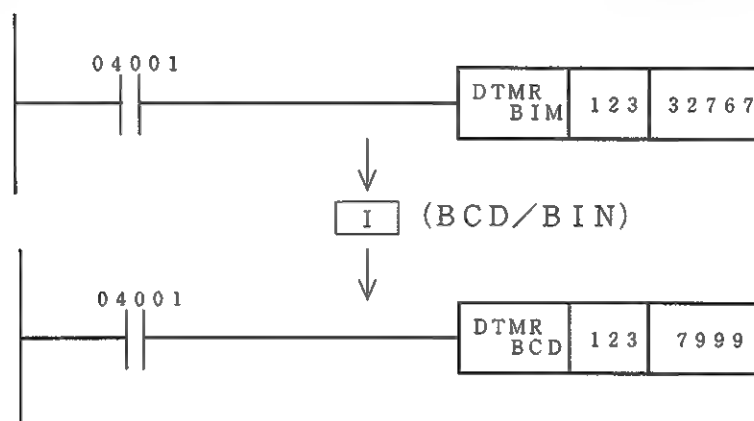 04001
DTMR BIM 123 32767
I (BCD/BIN)
04001
DTMR BCD 123 7999